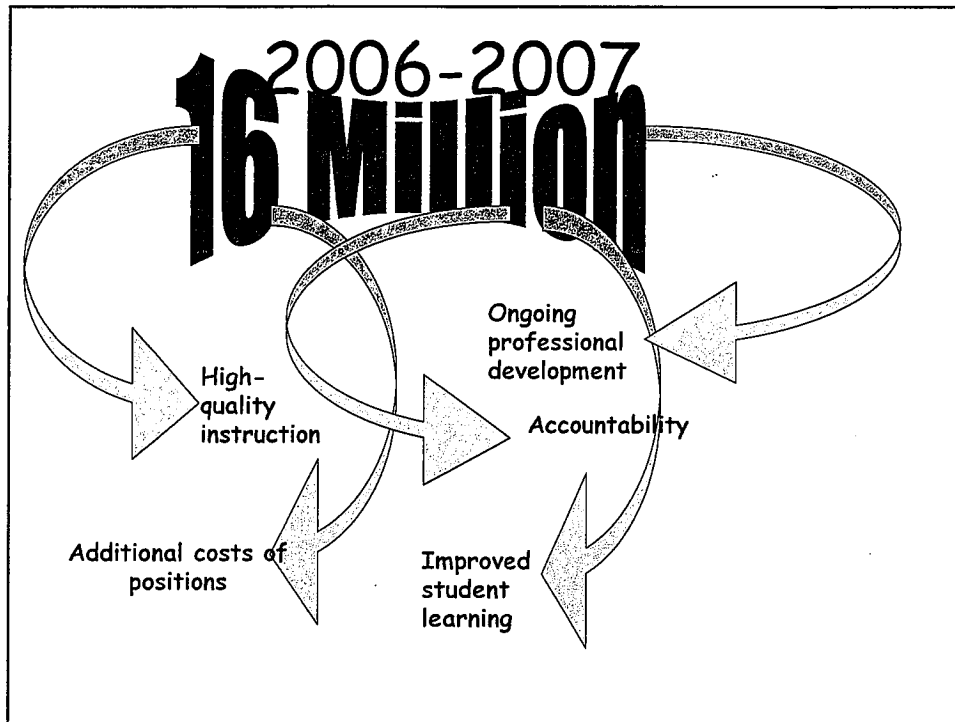 2006-2007
16 Million
Ongoing
professional
development
High-
quality
instruction
Accountability
Additional costs of
positions
Improved
student
learning